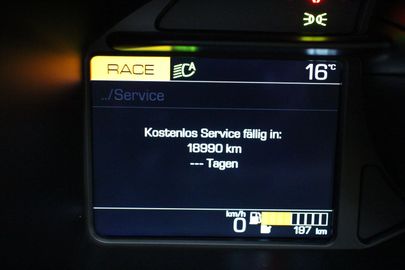 RACE A 16°C
../Service
Kostenlos Service fällig in:
18990 km
--- Tagen
km/h
0
197 km